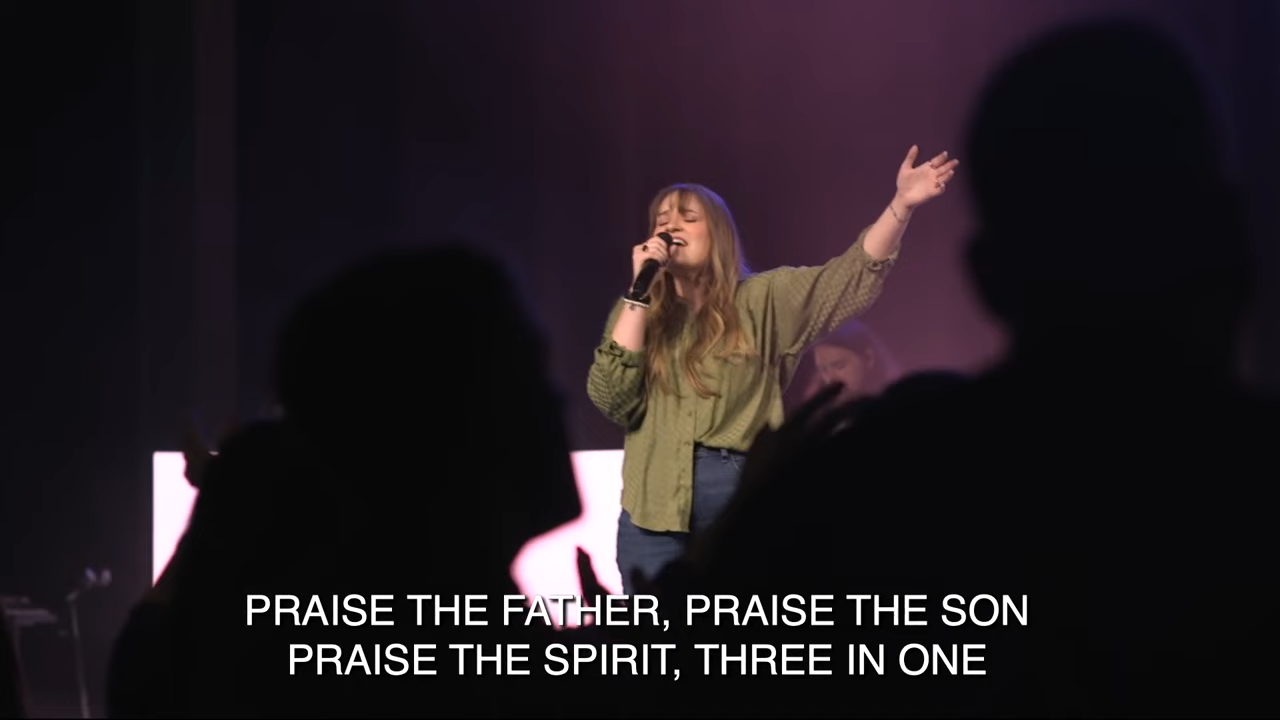 PRAISE THE FATHER, PRAISE THE SON
PRAISE THE SPIRIT, THREE IN ONE